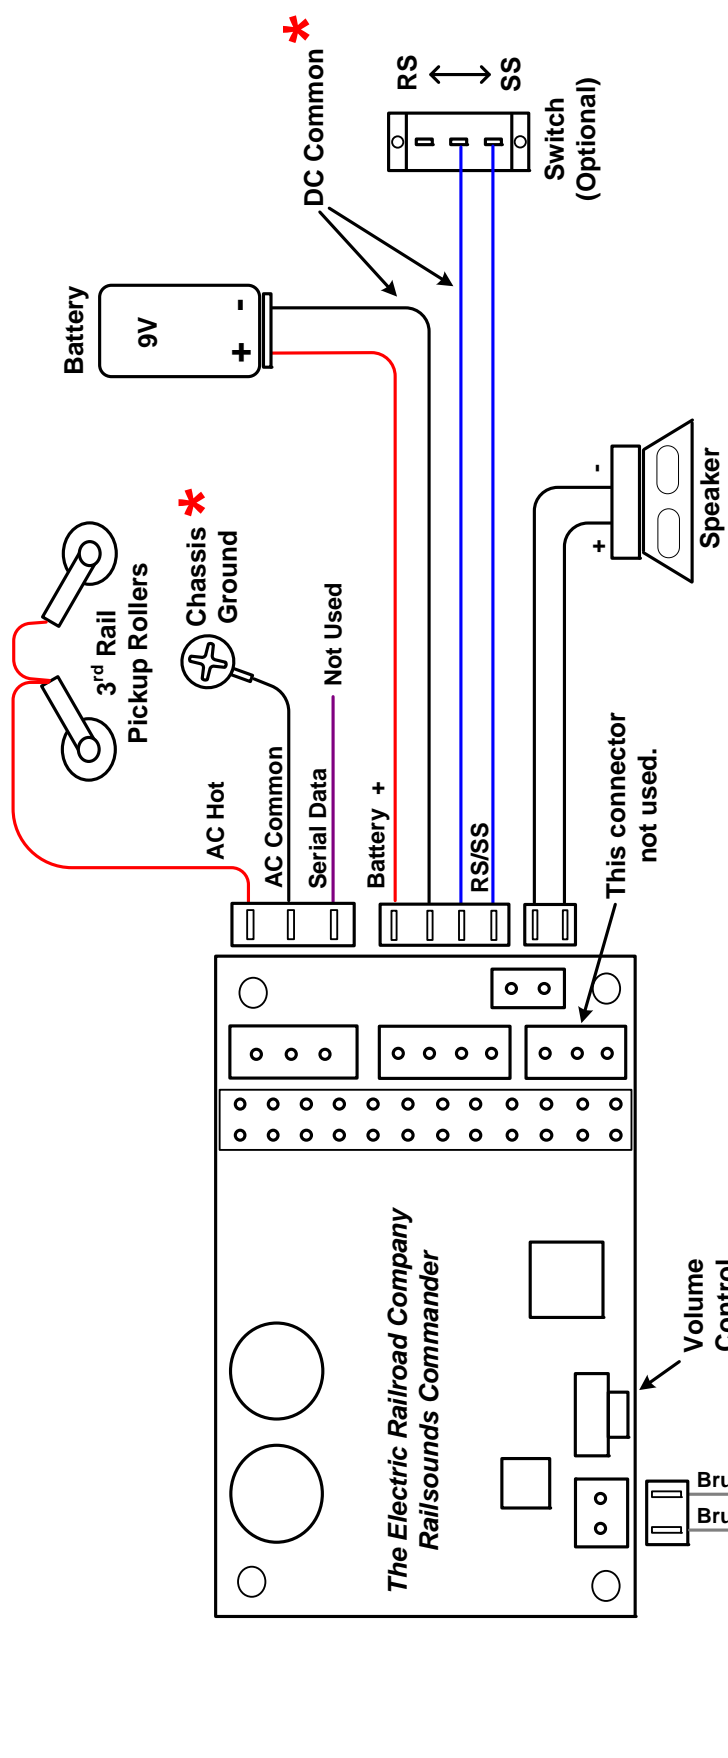 Battery
9V
+ -
*
DC Common
RS
SS
Switch
(Optional)
3rd Rail
Pickup Rollers
*
Chassis
Ground
AC Hot
AC Common
Serial Data
Not Used
Battery +
RS/SS
+ -
Speaker
This connector
not used.
The Electric Railroad Company
Railsounds Commander
Volume
Control